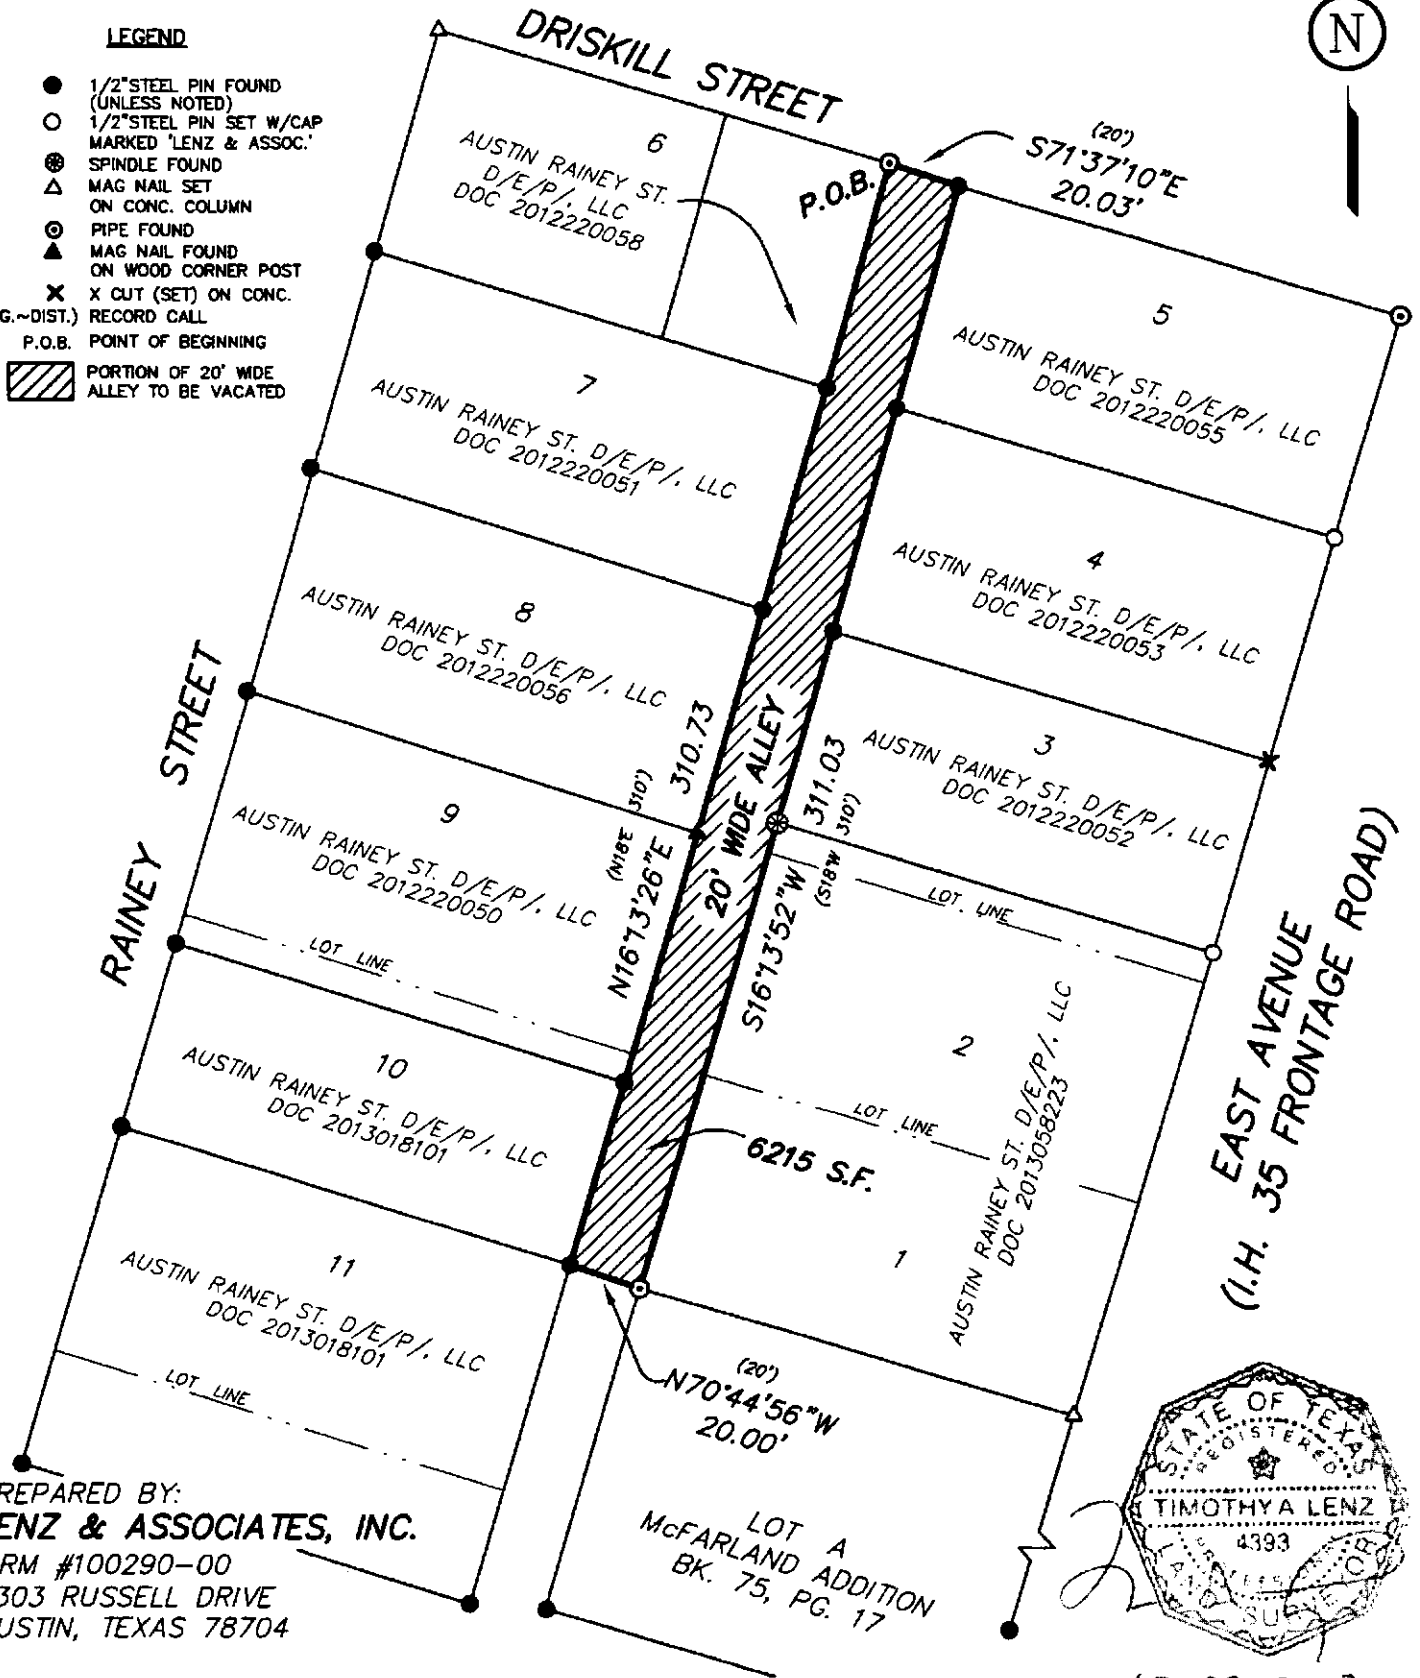 LEGEND
1/2"STEEL PIN FOUND
(UNLESS NOTED)
1/2"STEEL PIN SET W/CAP
MARKED 'LENZ & ASSOC.'
SPINDLE FOUND
MAG NAIL SET
ON CONC. COLUMN
PIPE FOUND
MAG NAIL FOUND
ON WOOD CORNER POST
X CUT (SET) ON CONC.
G.~DIST.) RECORD CALL
P.O.B. POINT OF BEGINNING
PORTION OF 20' WIDE
ALLEY TO BE VACATED
N
DRISKILL STREET
(20')
S71°37'10"E
20.03'
P.O.B.
6
AUSTIN RAINEY ST.
D/E/P/. LLC
DOC 2012220058
5
AUSTIN RAINEY ST. D/E/P/. LLC
DOC 2012220055
7
AUSTIN RAINEY ST. D/E/P/. LLC
DOC 2012220051
4
AUSTIN RAINEY ST. D/E/P/. LLC
DOC 2012220053
8
AUSTIN RAINEY ST. D/E/P/. LLC
DOC 2012220056
3
AUSTIN RAINEY ST. D/E/P/. LLC
DOC 2012220052
RAINEY STREET
(N18°E 310')
N16°13'26"E 310.73
20' WIDE ALLEY
S16°13'52"W 311.03
(S18°W 310')
9
AUSTIN RAINEY ST. D/E/P/. LLC
DOC 2012220050
LOT LINE
LOT LINE
2
LOT LINE
AUSTIN RAINEY ST. D/E/P/. LLC
DOC 2013058223
EAST AVENUE
(I.H. 35 FRONTAGE ROAD)
10
AUSTIN RAINEY ST. D/E/P/. LLC
DOC 2013018101
6215 S.F.
1
11
AUSTIN RAINEY ST. D/E/P/. LLC
DOC 2013018101
LOT LINE
(20')
N70°44'56"W
20.00'
LOT A
McFARLAND ADDITION
BK. 75, PG. 17
REPARED BY:
ENZ & ASSOCIATES, INC.
RM #100290-00
303 RUSSELL DRIVE
USTIN, TEXAS 78704
STATE OF TEXAS
REGISTERED
TIMOTHY A LENZ
4393
LAND SURVEYOR